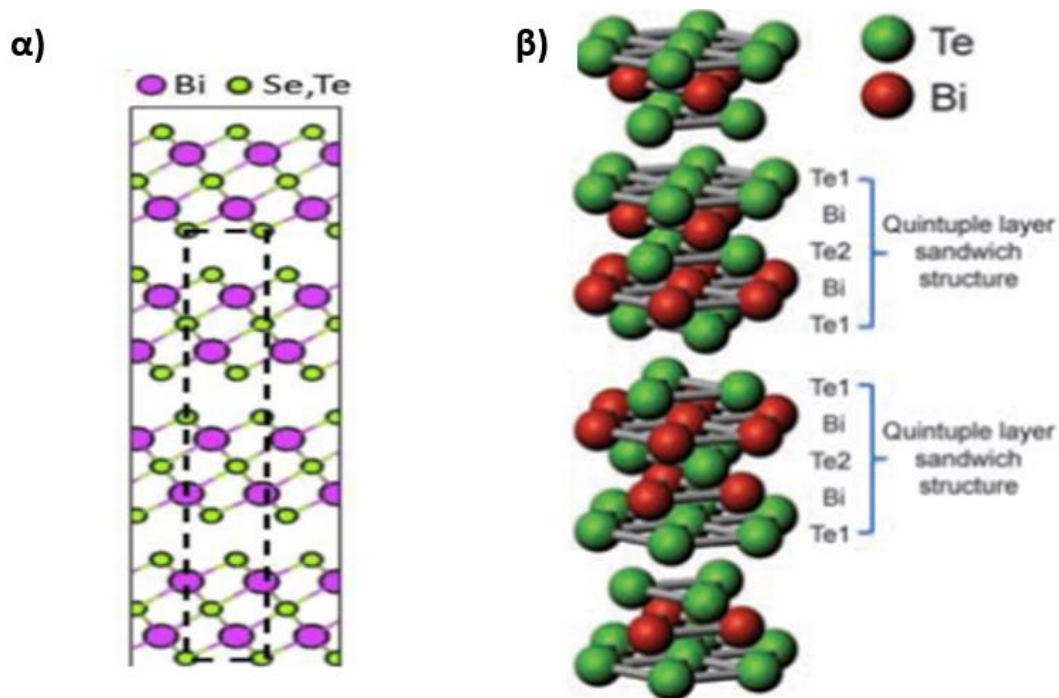 α)
Bi Se,Te
β)
Te
Bi
Te1
Bi
Te2
Bi
Te1
Quintuple layer
sandwich
structure
Te1
Bi
Te2
Bi
Te1
Quintuple layer
sandwich
structure